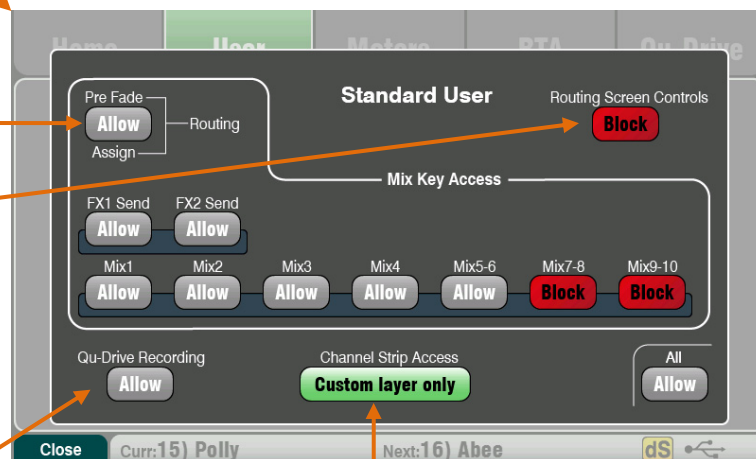 Home User Meters RTA Qu-Drive
Standard User
Pre Fade
Allow
Routing
Assign
Routing Screen Controls
Block
Mix Key Access
FX1 Send FX2 Send
Allow Allow
Mix1 Mix2 Mix3 Mix4 Mix5-6 Mix7-8 Mix9-10
Allow Allow Allow Allow Allow Block Block
Qu-Drive Recording
Allow
Channel Strip Access
Custom layer only
All
Allow
Close Curr:15) Polly Next:16) Abee dS